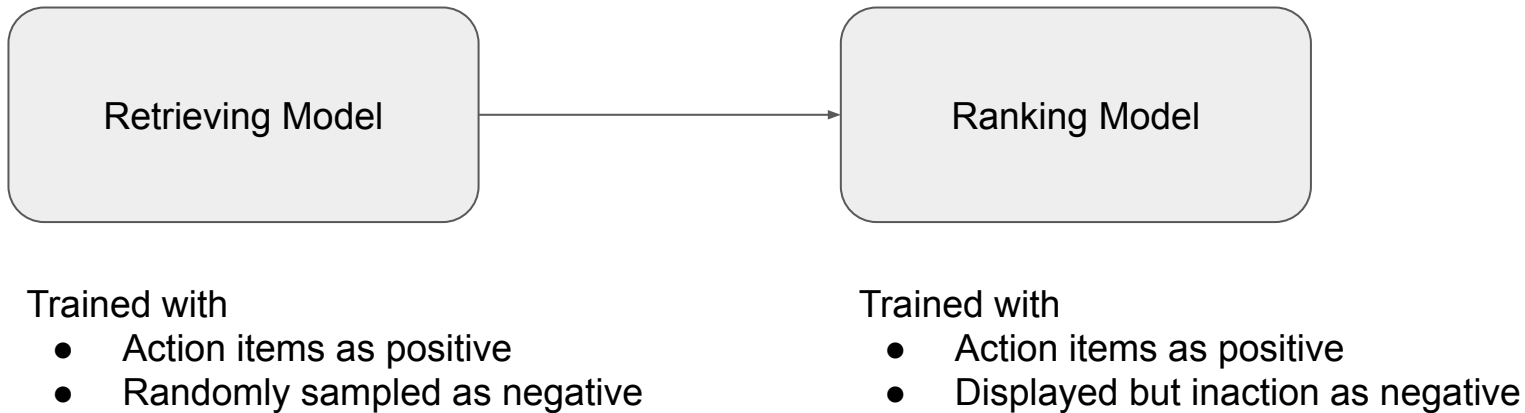 Retrieving Model
Ranking Model
Trained with
● Action items as positive
● Randomly sampled as negative
Trained with
● Action items as positive
● Displayed but inaction as negative